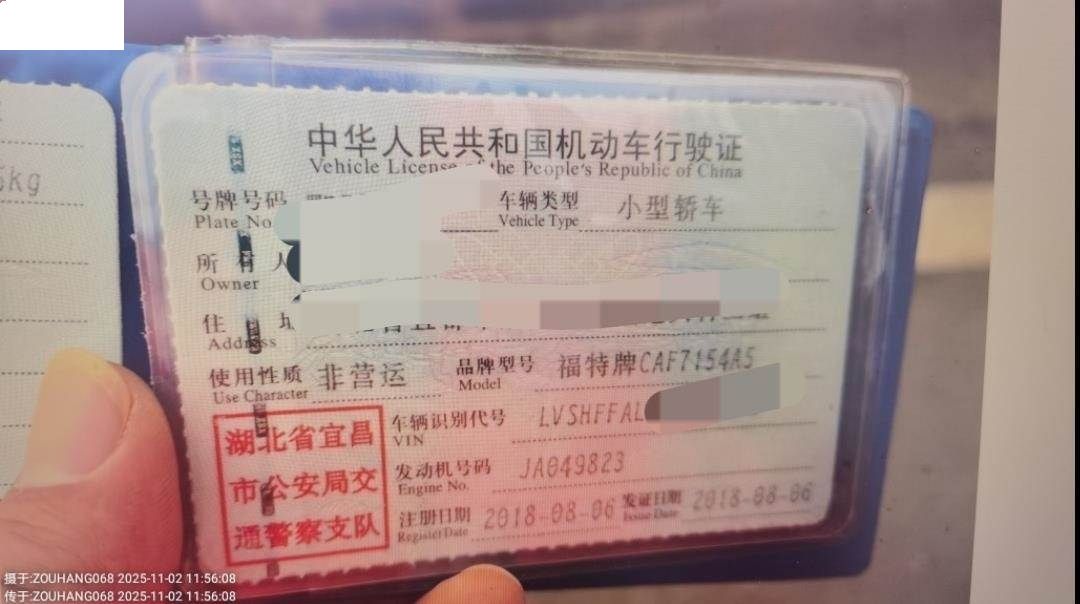 5kg
中华人民共和国机动车行驶证
Vehicle License of the People's Republic of China
号牌号码
Plate No.
车辆类型 小型轿车
Vehicle Type
所有人
Owner
住址
Address
使用性质 非营运
Use Character
品牌型号 福特牌CAF7154A5
Model
湖北省宜昌
市公安局交
通警察支队
车辆识别代号 LVSHFFAL
VIN
发动机号码 JA049823
Engine No.
注册日期 2018-08-06
Register Date
发证日期 2018-08-06
Issue Date
摄于:ZOUHANG068 2025-11-02 11:56:08
传于:ZOUHANG068 2025-11-02 11:56:08